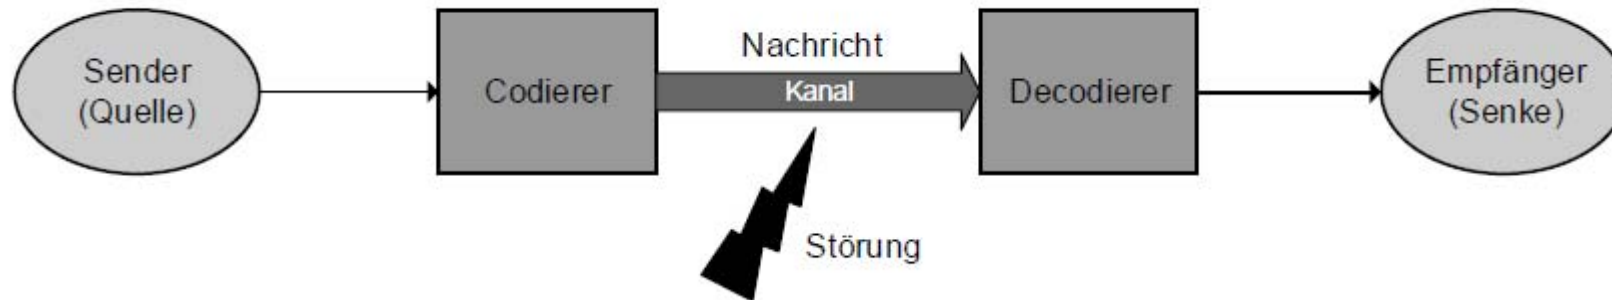 Sender
(Quelle)
Codierer
Nachricht
Kanal
Decodierer
Empfänger
(Senke)
Störung